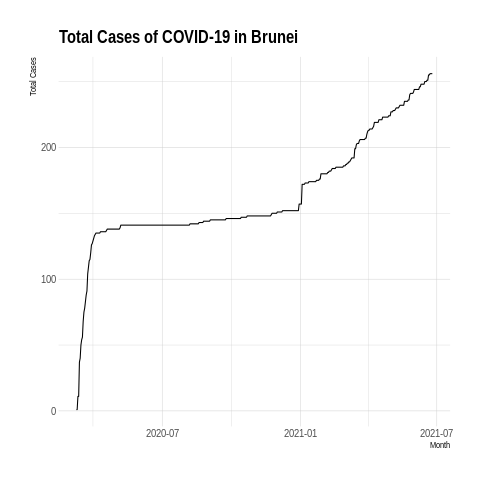 Total Cases of COVID-19 in Brunei
Total Cases
200
100
0
2020-07
2021-01
2021-07
Month